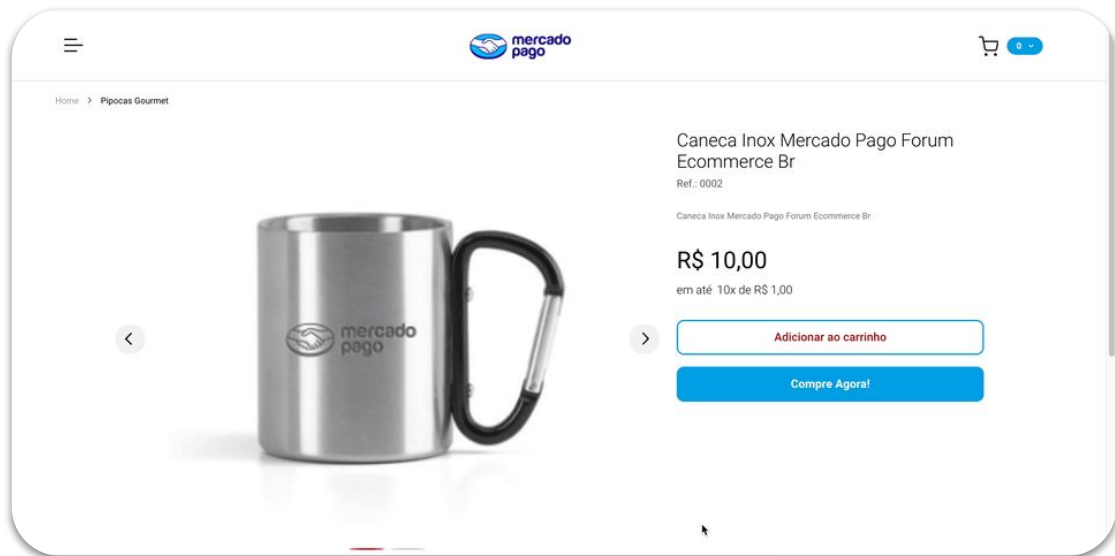 mercado
pago
0
Home > Pipocas Gourmet
Caneca Inox Mercado Pago Forum
Ecommerce Br
Ref.: 0002
Caneca Inox Mercado Pago Forum Ecommerce Br
R$ 10,00
em até 10x de R$ 1,00
Adicionar ao carrinho
Compre Agora!
mercado
pago